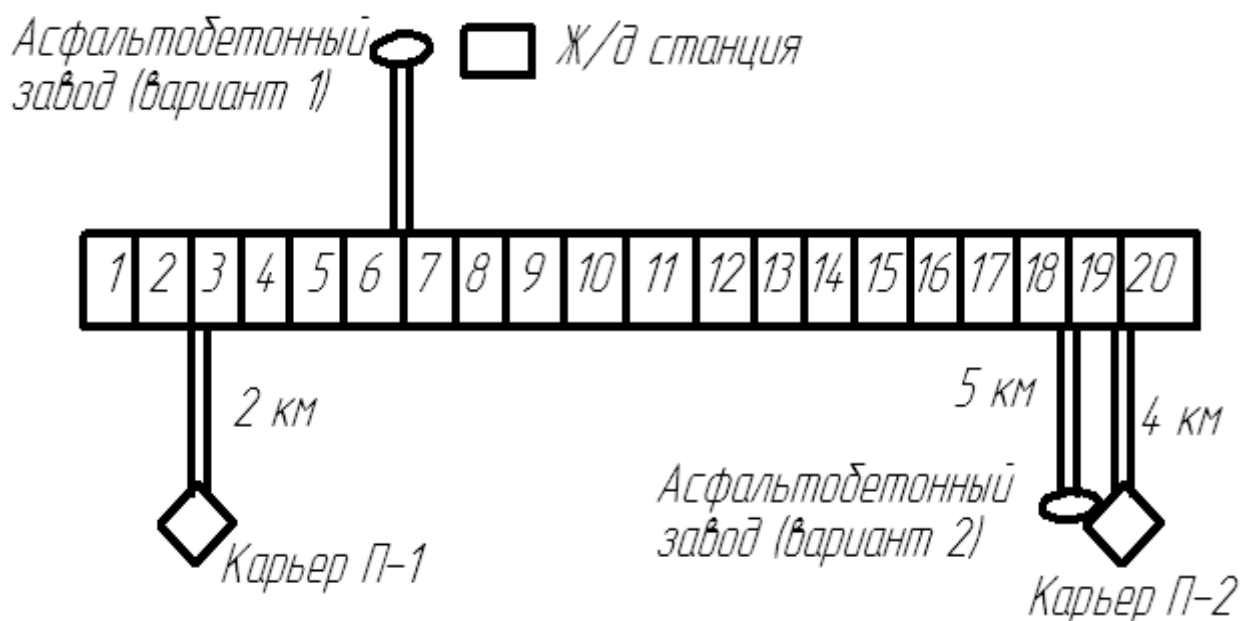 Асфальтобетонный
завод (вариант 1)
Ж/д станция
1 2 3 4 5 6 7 8 9 10 11 12 13 14 15 16 17 18 19 20
2 км
5 км
4 км
Асфальтобетонный
завод (вариант 2)
Карьер П-1
Карьер П-2